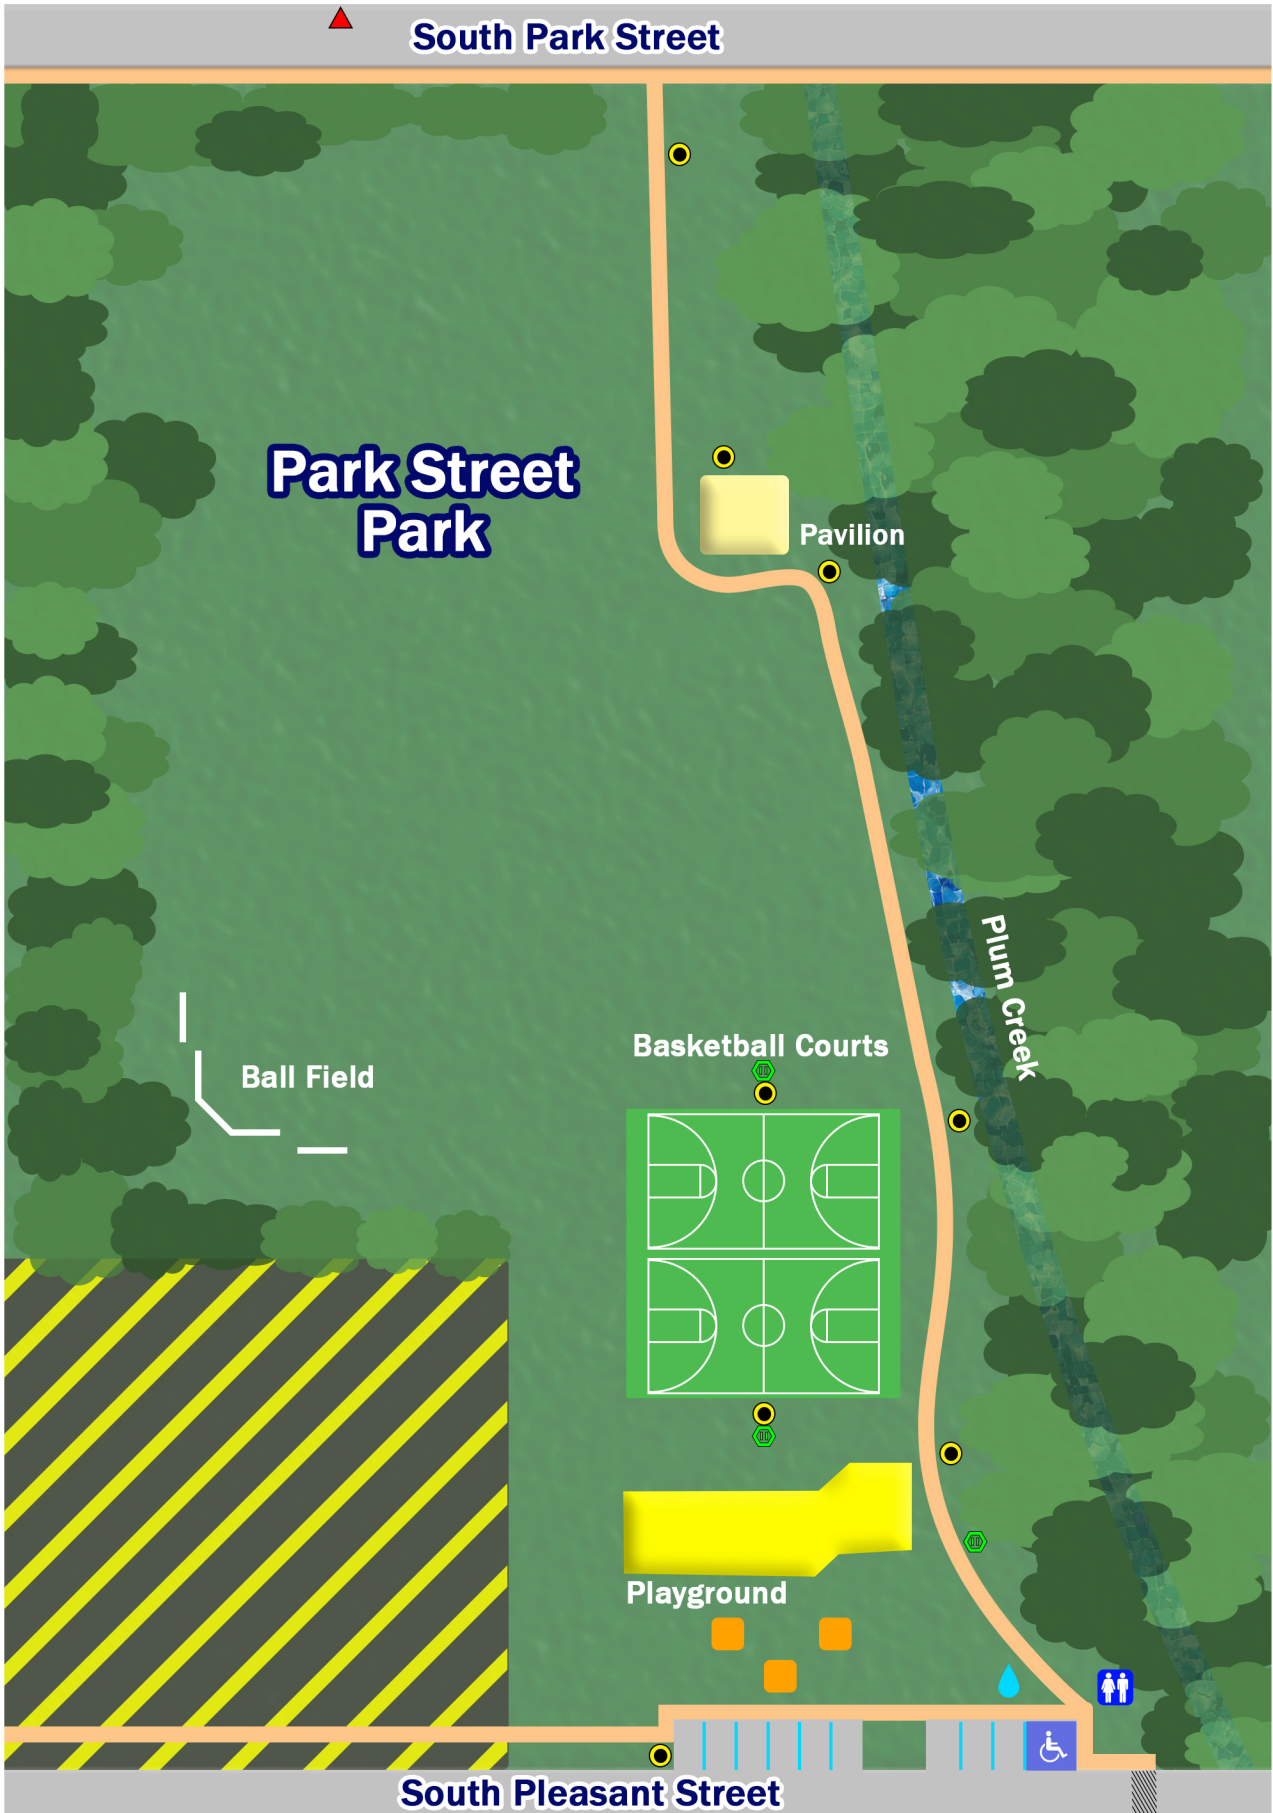 South Park Street
Park Street
Park
Pavilion
Plum Creek
Basketball Courts
Ball Field
Playground
South Pleasant Street